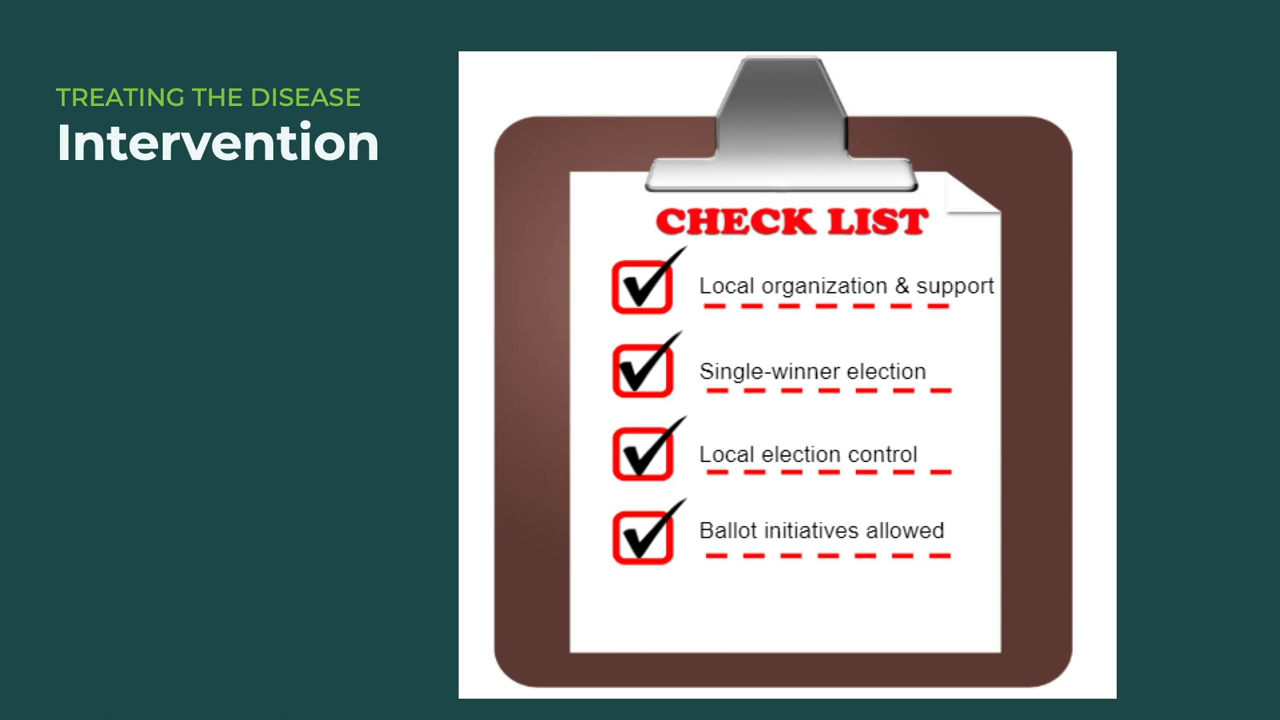 TREATING THE DISEASE
Intervention
CHECK LIST
Local organization & support
Single-winner election
Local election control
Ballot initiatives allowed